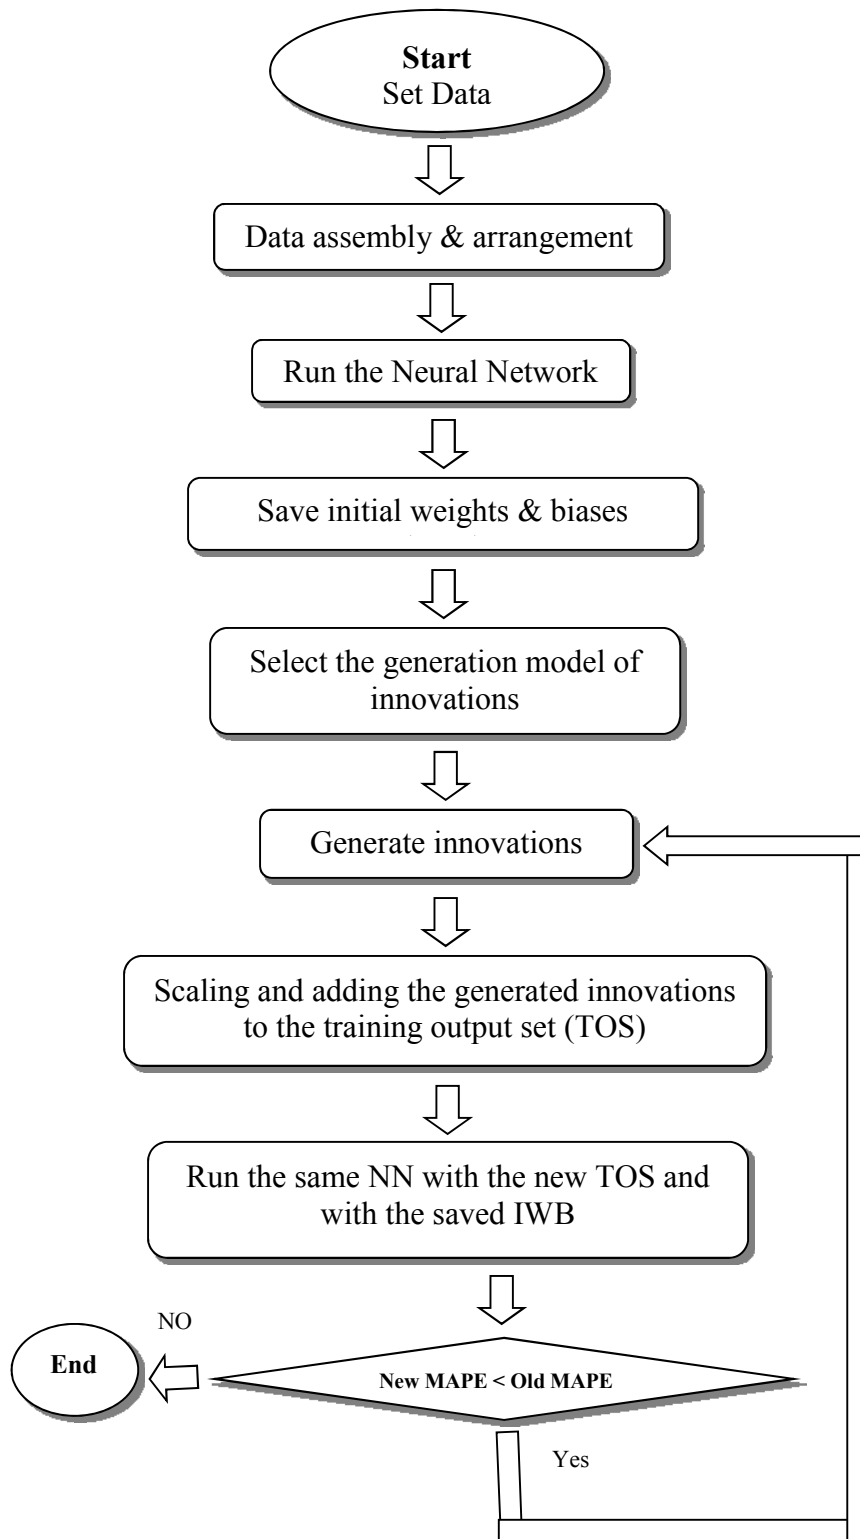 Start
Set Data
Data assembly & arrangement
Run the Neural Network
Save initial weights & biases
Select the generation model of
innovations
Generate innovations
Scaling and adding the generated innovations
to the training output set (TOS)
Run the same NN with the new TOS and
with the saved IWB
NO
End
New MAPE < Old MAPE
Yes